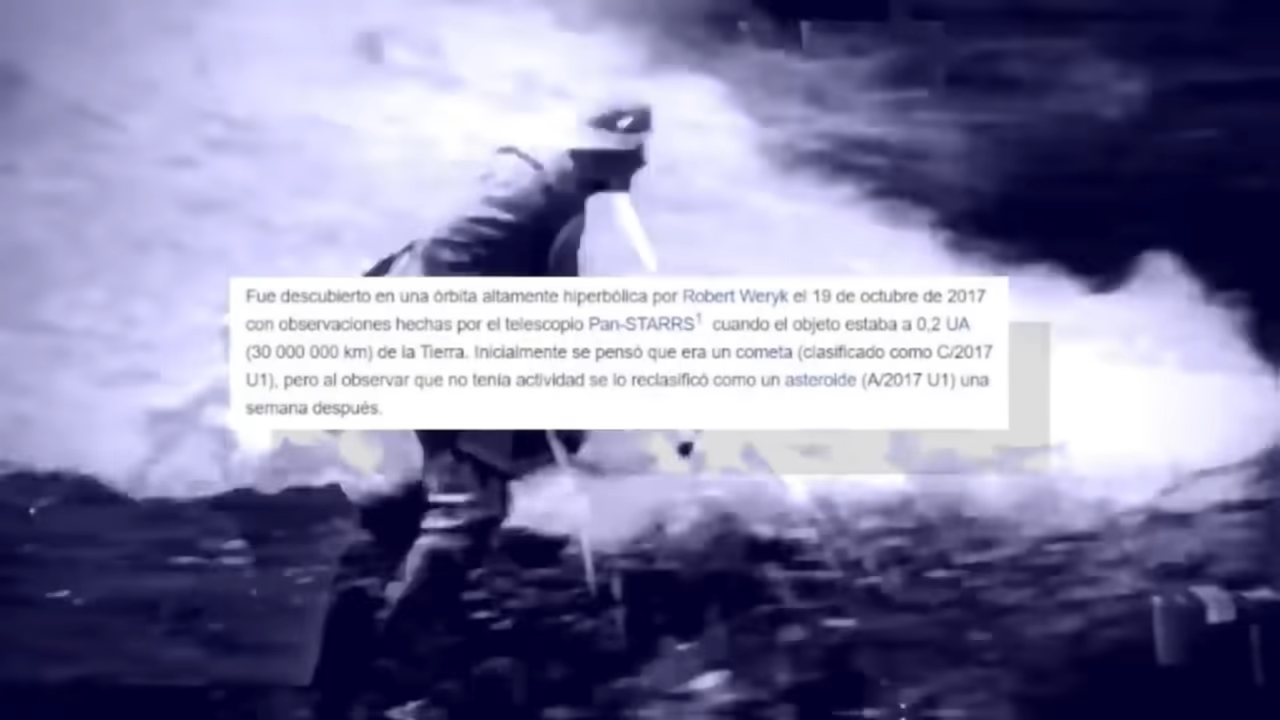 Fue descubierto en una órbita altamente hiperbólica por Robert Weryk el 19 de octubre de 2017
con observaciones hechas por el telescopio Pan-STARRS1 cuando el objeto estaba a 0,2 UA
(30 000 000 km) de la Tierra. Inicialmente se pensó que era un cometa (clasificado como C/2017
U1), pero al observar que no tenía actividad se lo reclasificó como un asteroide (A/2017 U1) una
semana después.